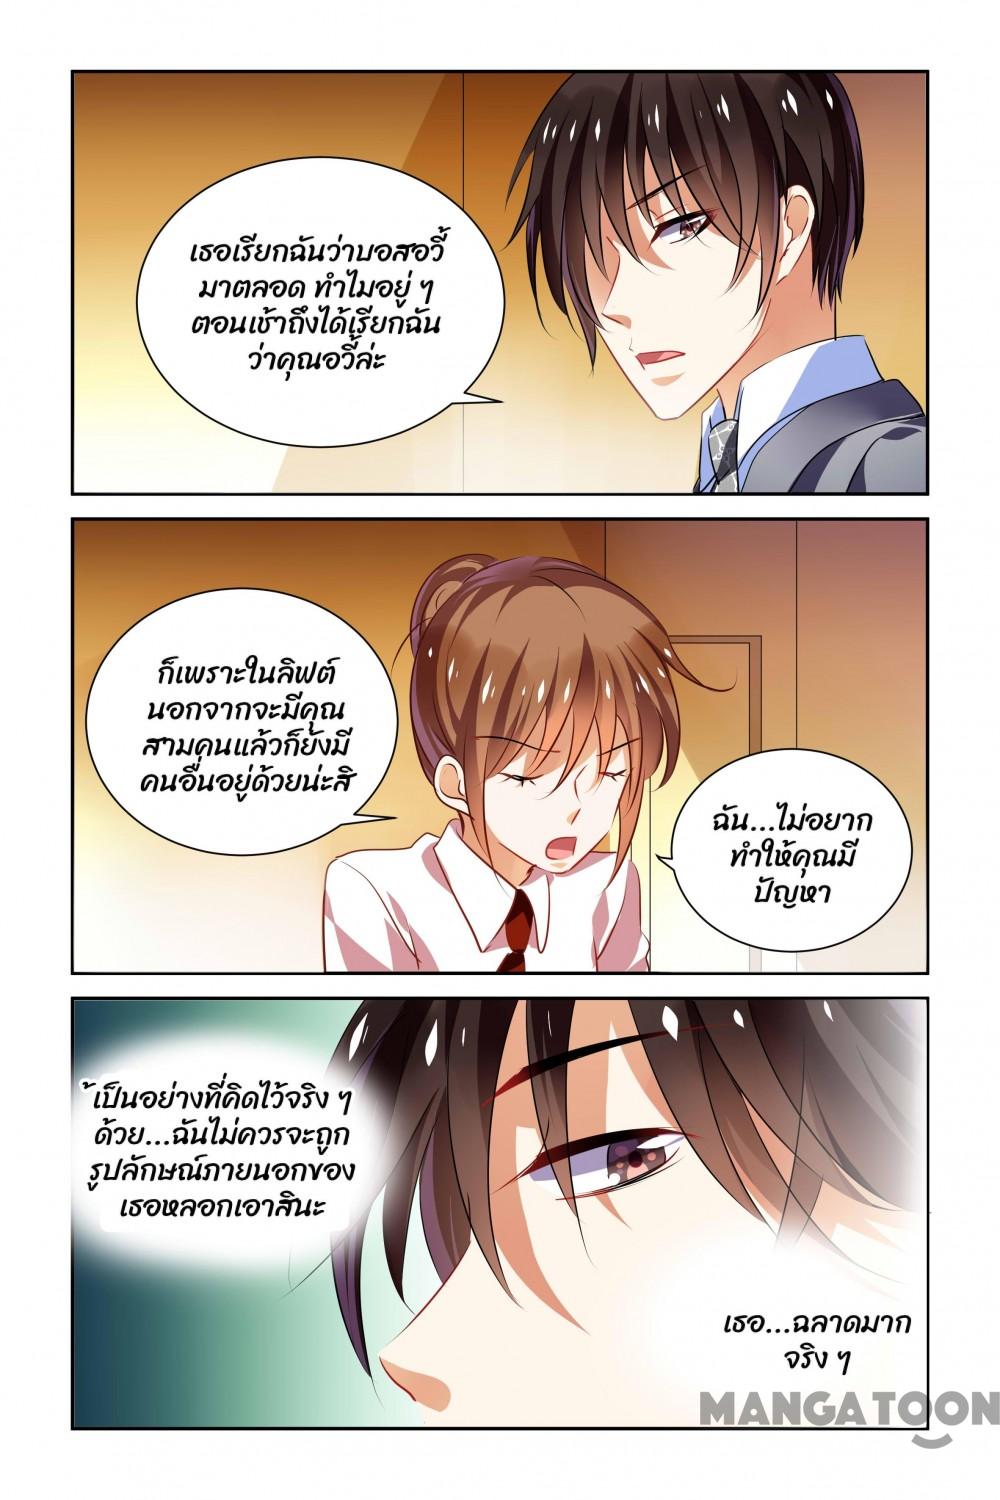 เธอเรียกฉันว่าบอสอวี้
มาตลอด ทำไมอยู่ ๆ
ตอนเช้าถึงได้เรียกฉัน
ว่าคุณอวี้ล่ะ
ก็เพราะในลิฟต์
นอกจากจะมีคุณ
สามคนแล้วก็ยังมี
คนอื่นอยู่ด้วยน่ะสิ
ฉัน...ไม่อยาก
ทำให้คุณมี
ปัญหา
้เป็นอย่างที่คิดไว้จริง ๆ
ด้วย...ฉันไม่ควรจะถูก
รูปลักษณ์ภายนอกของ
เธอหลอกเอาสินะ
เธอ...ฉลาดมาก
จริง ๆ
MANGATOON